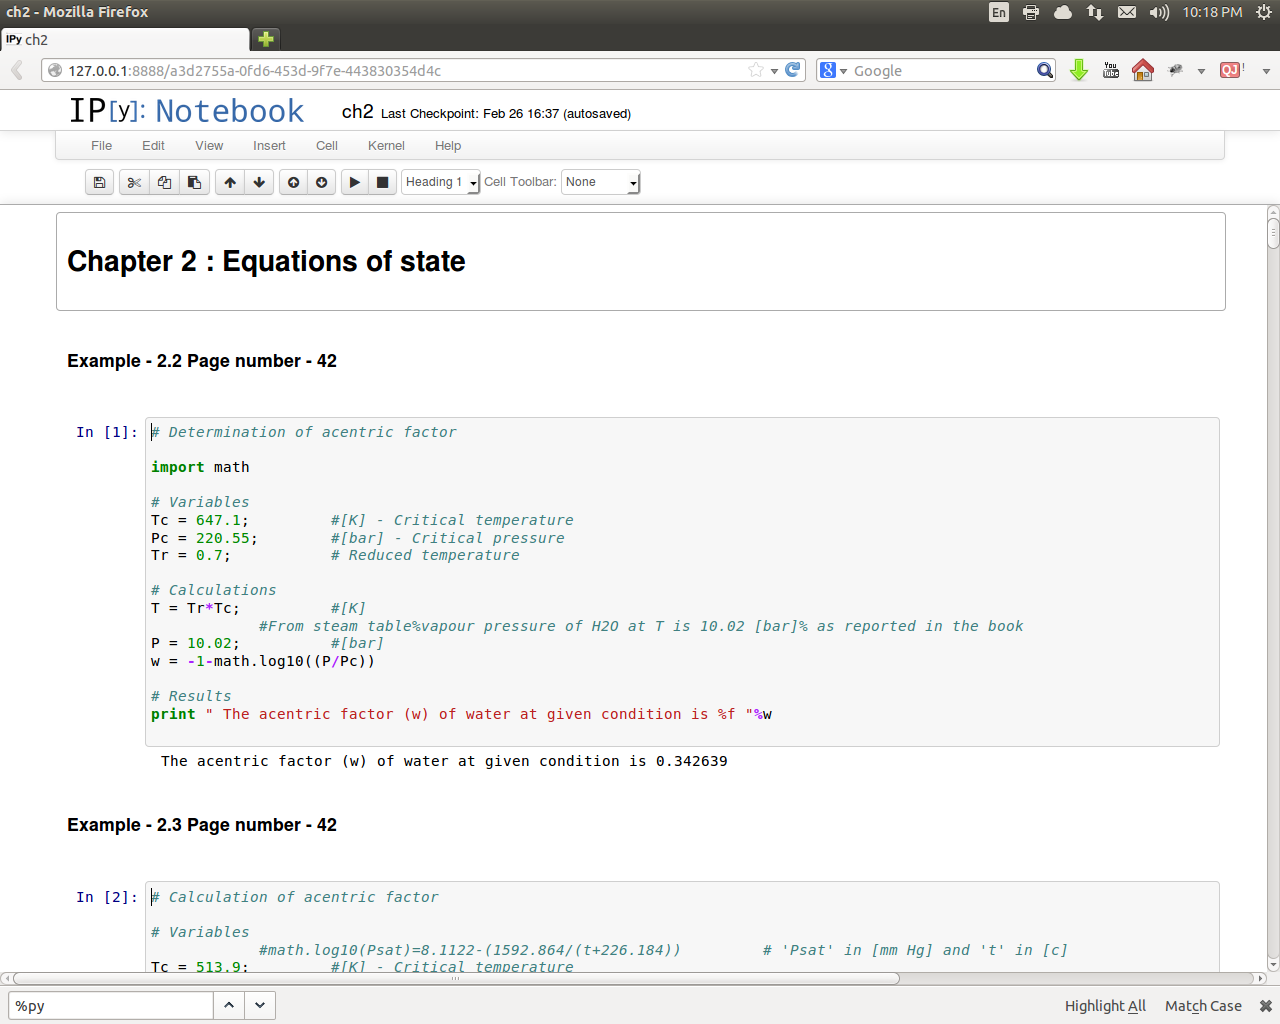 ch2 - Mozilla Firefox
En
10:18 PM
IPy ch2
127.0.0.1:8888/a3d2755a-0fd6-453d-9f7e-443830354d4c
8
Google
You
Tube
QJ!
IP[y]: Notebook
ch2 Last Checkpoint: Feb 26 16:37 (autosaved)
File Edit View Insert Cell Kernel Help
Heading 1 Cell Toolbar: None
Chapter 2 : Equations of state
Example - 2.2 Page number - 42
In [1]: # Determination of acentric factor
import math
# Variables
Tc = 647.1; #[K] - Critical temperature
Pc = 220.55; #[bar] - Critical pressure
Tr = 0.7; # Reduced temperature
# Calculations
T = Tr*Tc; #[K]
#From steam table%vapour pressure of H2O at T is 10.02 [bar]% as reported in the book
P = 10.02; #[bar]
w = -1-math.log10((P/Pc))
# Results
print " The acentric factor (w) of water at given condition is %f "%w
The acentric factor (w) of water at given condition is 0.342639
Example - 2.3 Page number - 42
In [2]: # Calculation of acentric factor
# Variables
#math.log10(Psat)=8.1122-(1592.864/(t+226.184)) # 'Psat' in [mm Hg] and 't' in [c]
Tc = 513.9; #[K] - Critical temperature
%py
Highlight All Match Case